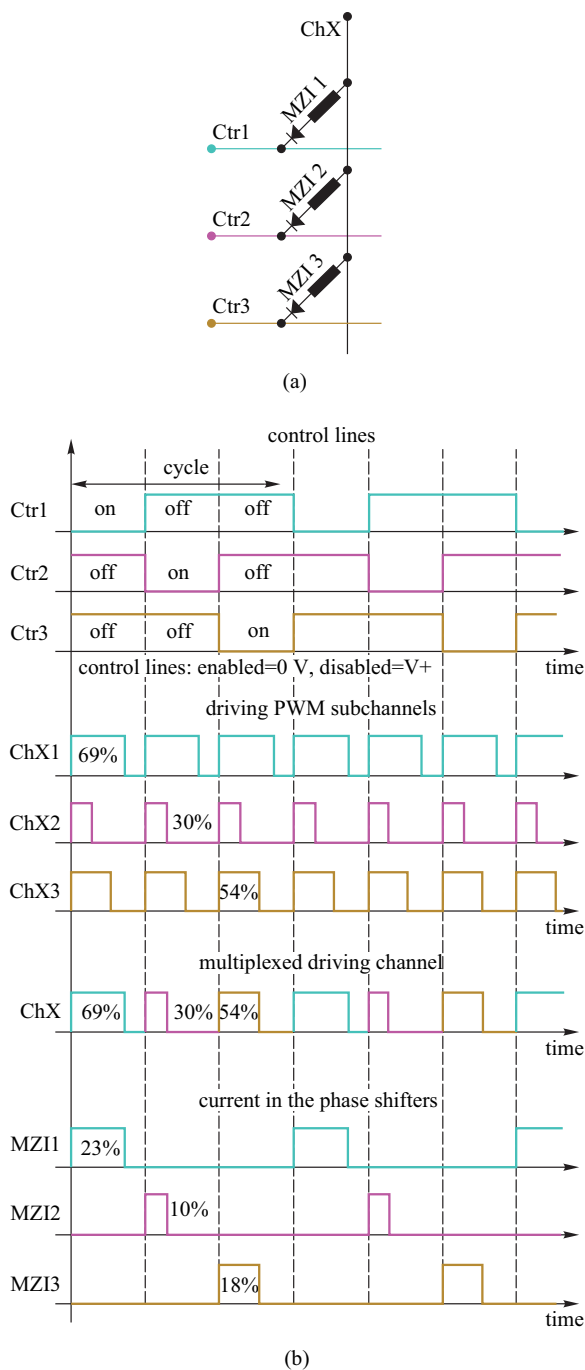 ChX
MZI 1
Ctr1
MZI 2
Ctr2
MZI 3
Ctr3
(a)
control lines
cycle
Ctr1 on off off
Ctr2 off on off
Ctr3 off off on
time
control lines: enabled=0 V, disabled=V+
driving PWM subchannels
ChX1 69%
ChX2 30%
ChX3 54%
time
multiplexed driving channel
ChX 69% 30% 54%
time
current in the phase shifters
MZI1 23%
MZI2 10%
MZI3 18%
time
(b)